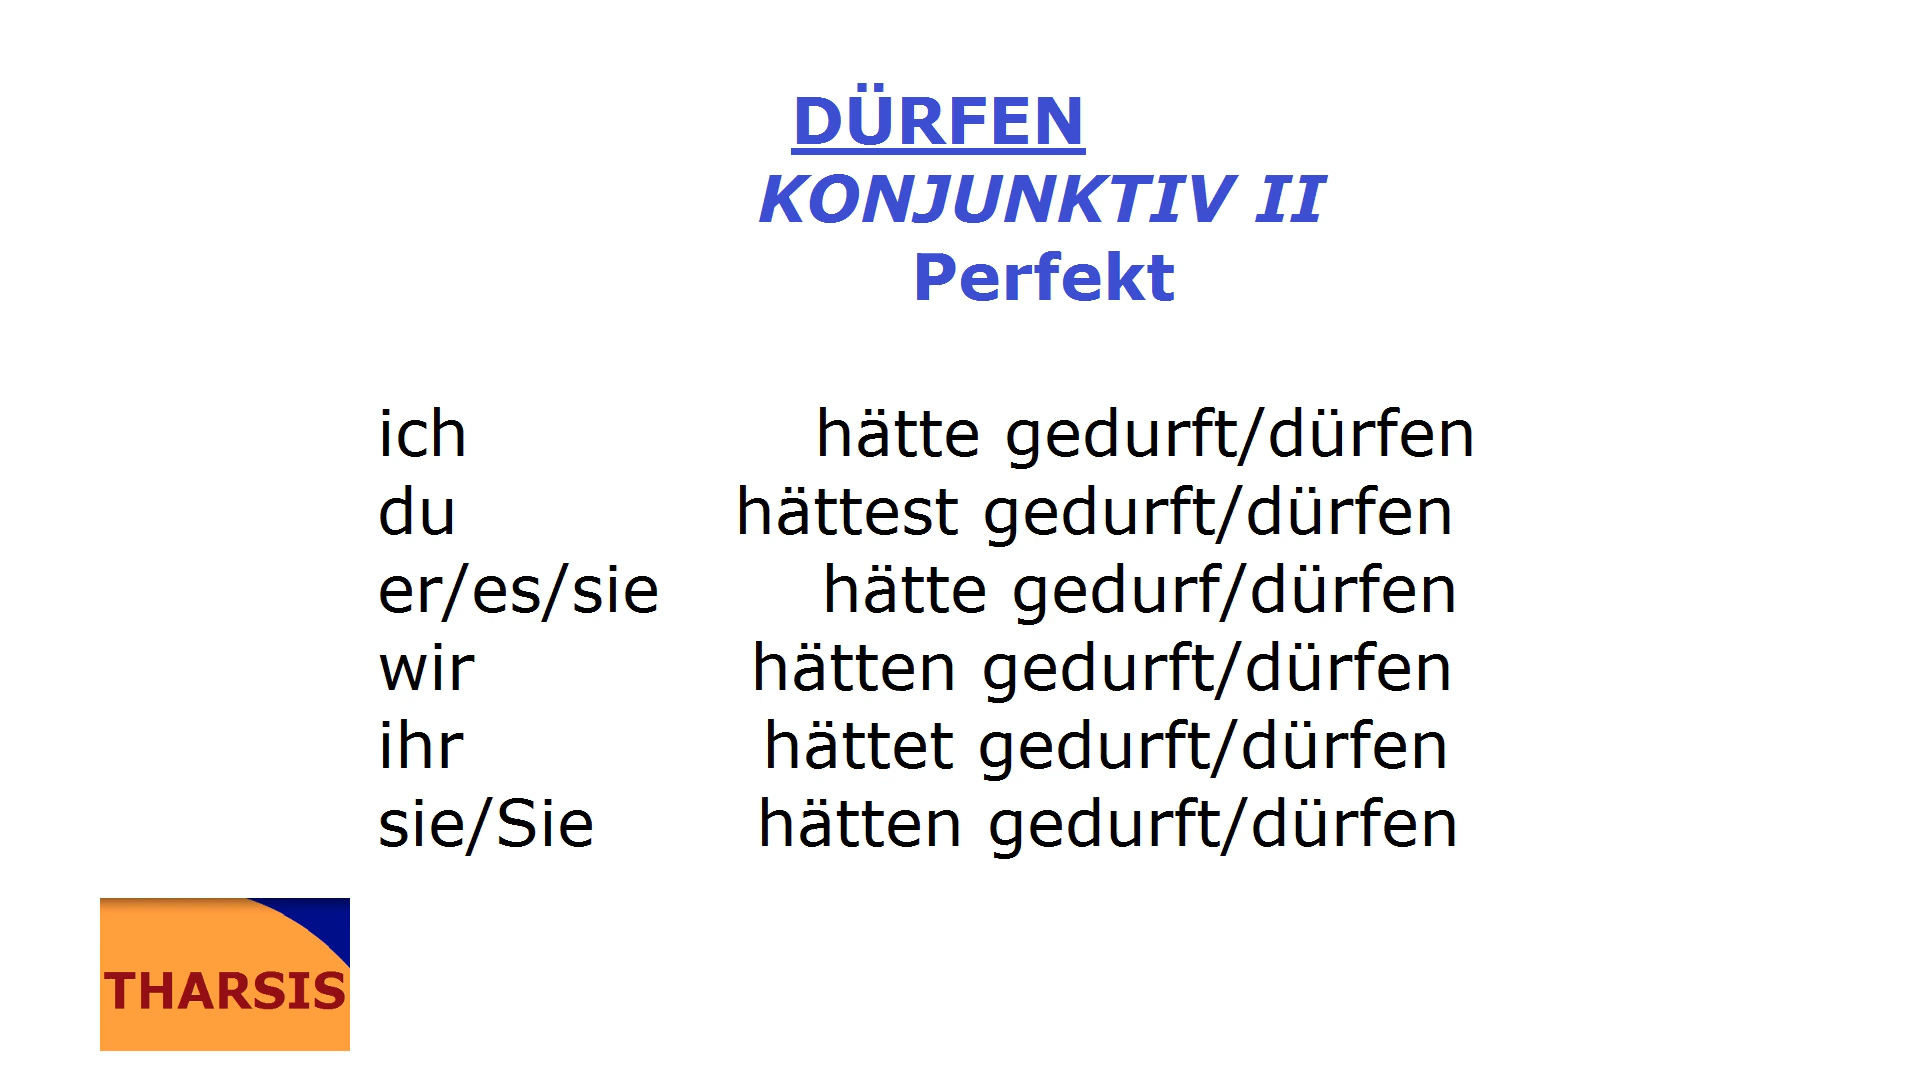 DÜRFEN
KONJUNKTIV II
Perfekt
ich hätte gedurft/dürfen
du hättest gedurft/dürfen
er/es/sie hätte gedurf/dürfen
wir hätten gedurft/dürfen
ihr hättet gedurft/dürfen
sie/Sie hätten gedurft/dürfen
THARSIS